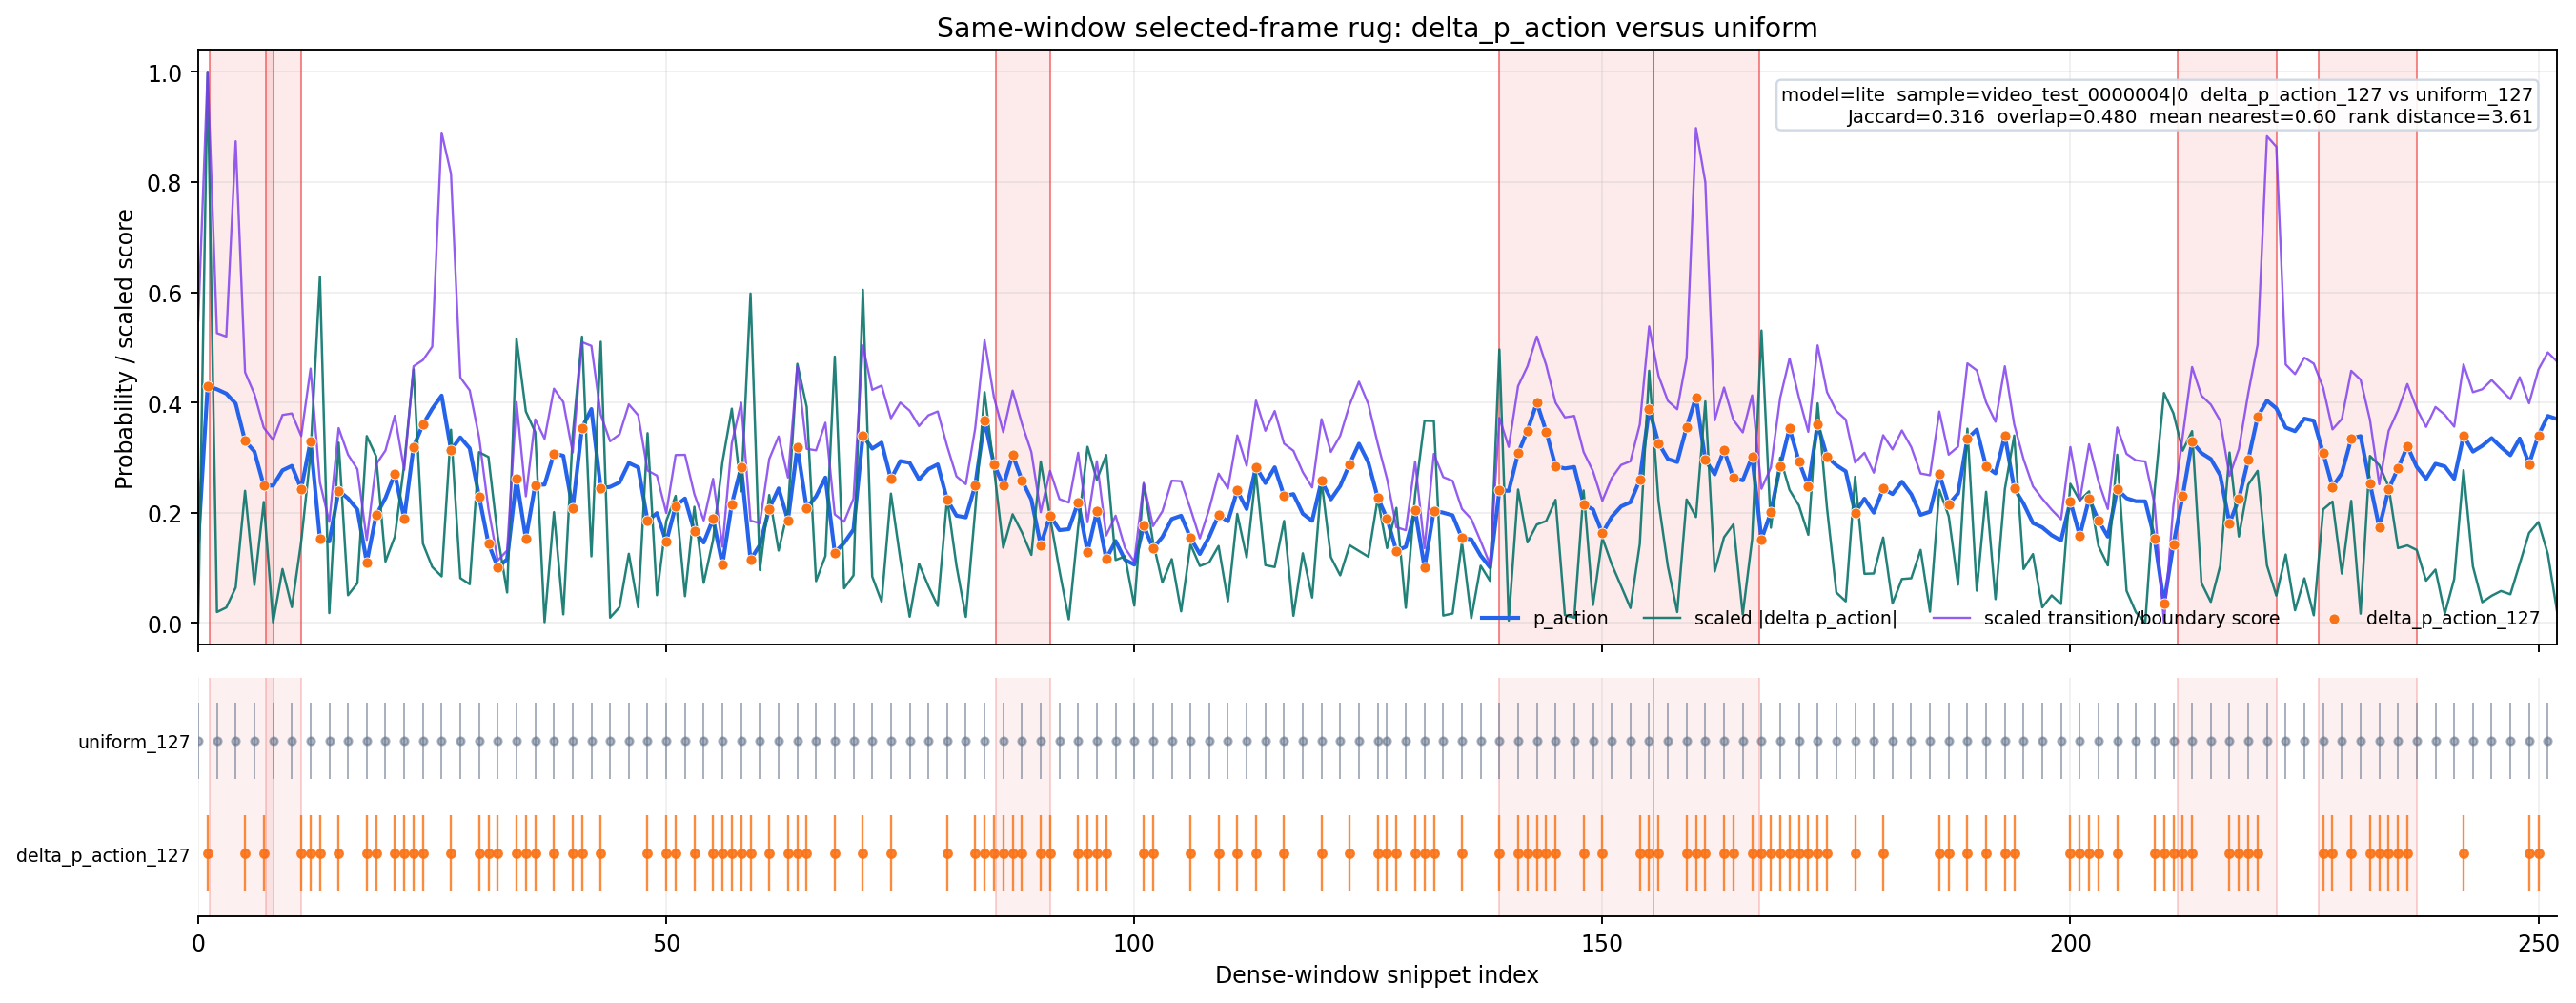 Same-window selected-frame rug: delta_p_action versus uniform
model=lite  sample=video_test_0000004|0  delta_p_action_127 vs uniform_127
Jaccard=0.316  overlap=0.480  mean nearest=0.60  rank distance=3.61
Probability / scaled score
1.0
0.8
0.6
0.4
0.2
0.0
p_action
scaled |delta p_action|
scaled transition/boundary score
delta_p_action_127
uniform_127
delta_p_action_127
0 50 100 150 200 250
Dense-window snippet index